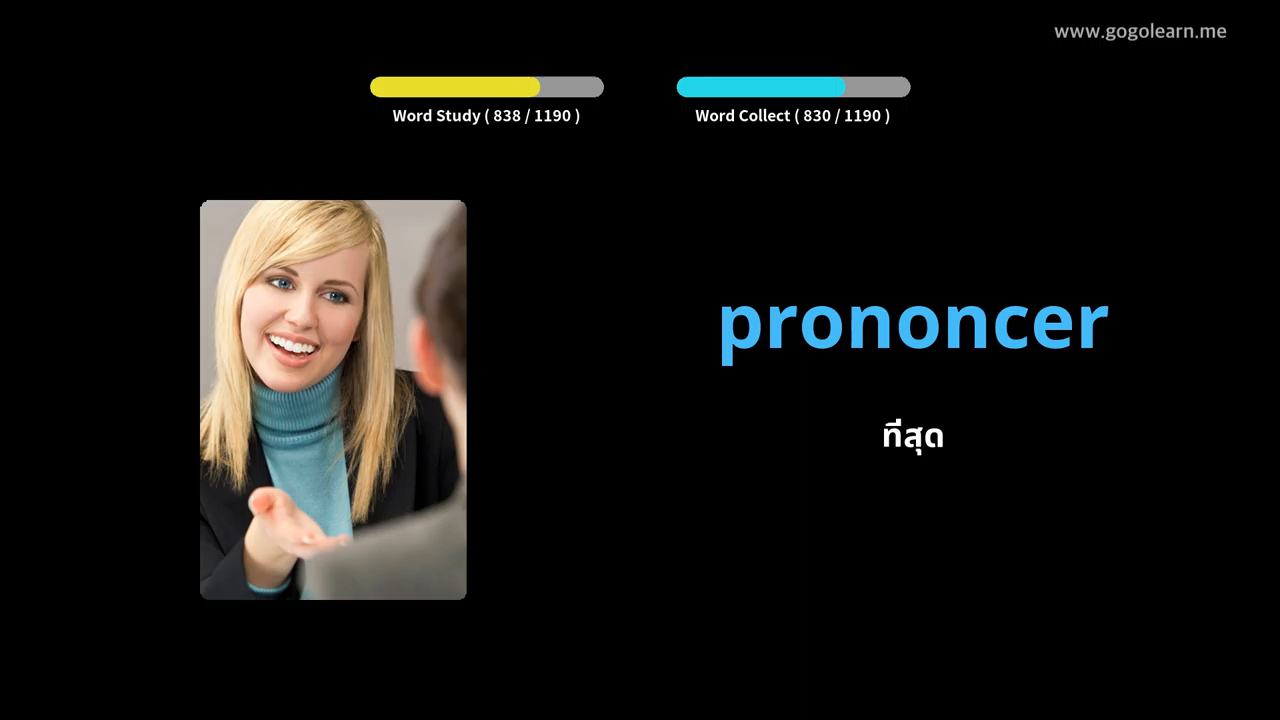 www.gogolearn.me
Word Study ( 838 / 1190 )
Word Collect ( 830 / 1190 )
prononcer
ที่สุด